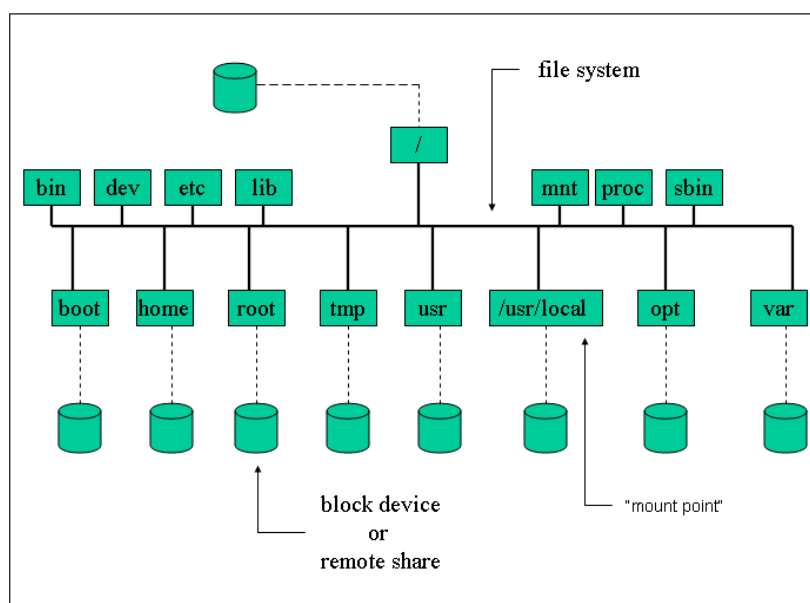 file system
/
bin
dev
etc
lib
mnt
proc
sbin
boot
home
root
tmp
usr
/usr/local
opt
var
block device
or
remote share
"mount point"